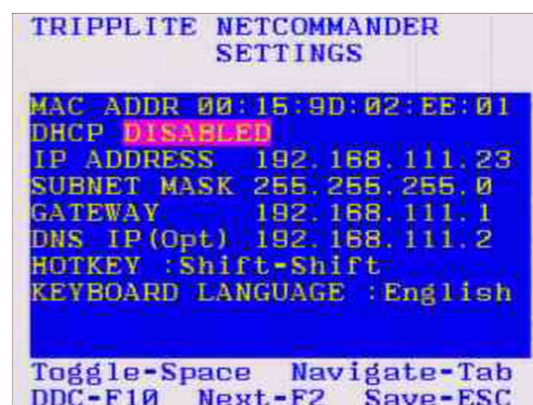 TRIPPLITE NETCOMMANDER
SETTINGS
MAC ADDR 00:15:9D:02:EE:01
DHCP DISABLED
IP ADDRESS 192.168.111.23
SUBNET MASK 255.255.255.0
GATEWAY 192.168.111.1
DNS IP(Opt) 192.168.111.2
HOTKEY :Shift-Shift
KEYBOARD LANGUAGE :English
Toggle-Space Navigate-Tab
DDC-F10 Next-F2 Save-ESC